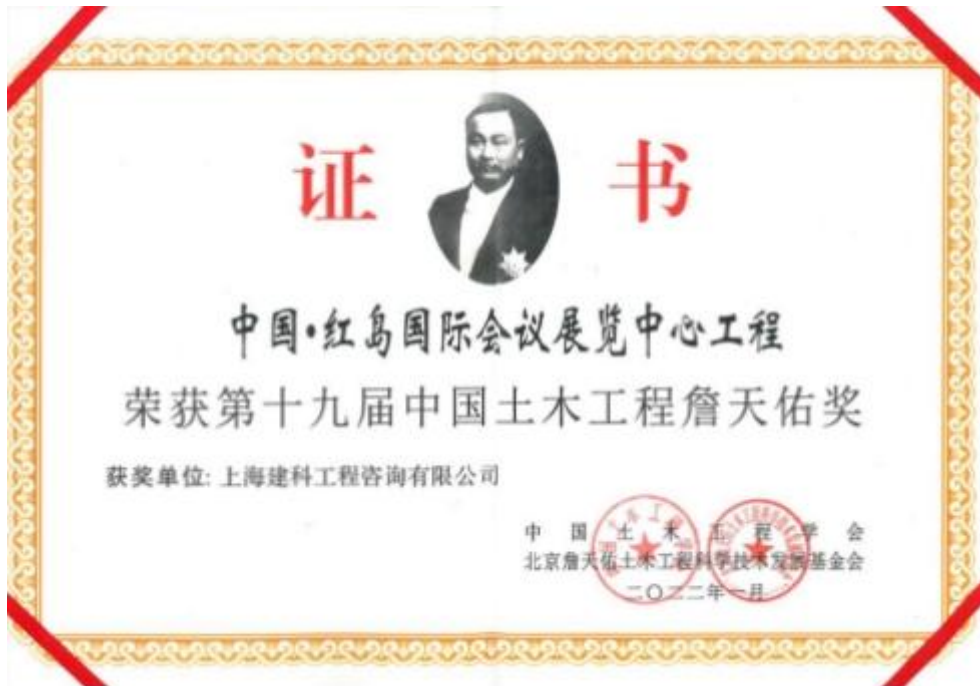 证 书
中国·红岛国际会议展览中心工程
荣获第十九届中国土木工程詹天佑奖
获奖单位: 上海建科工程咨询有限公司
中国土木工程学会
北京詹天佑土木工程科学技术发展基金会
二〇二二年一月